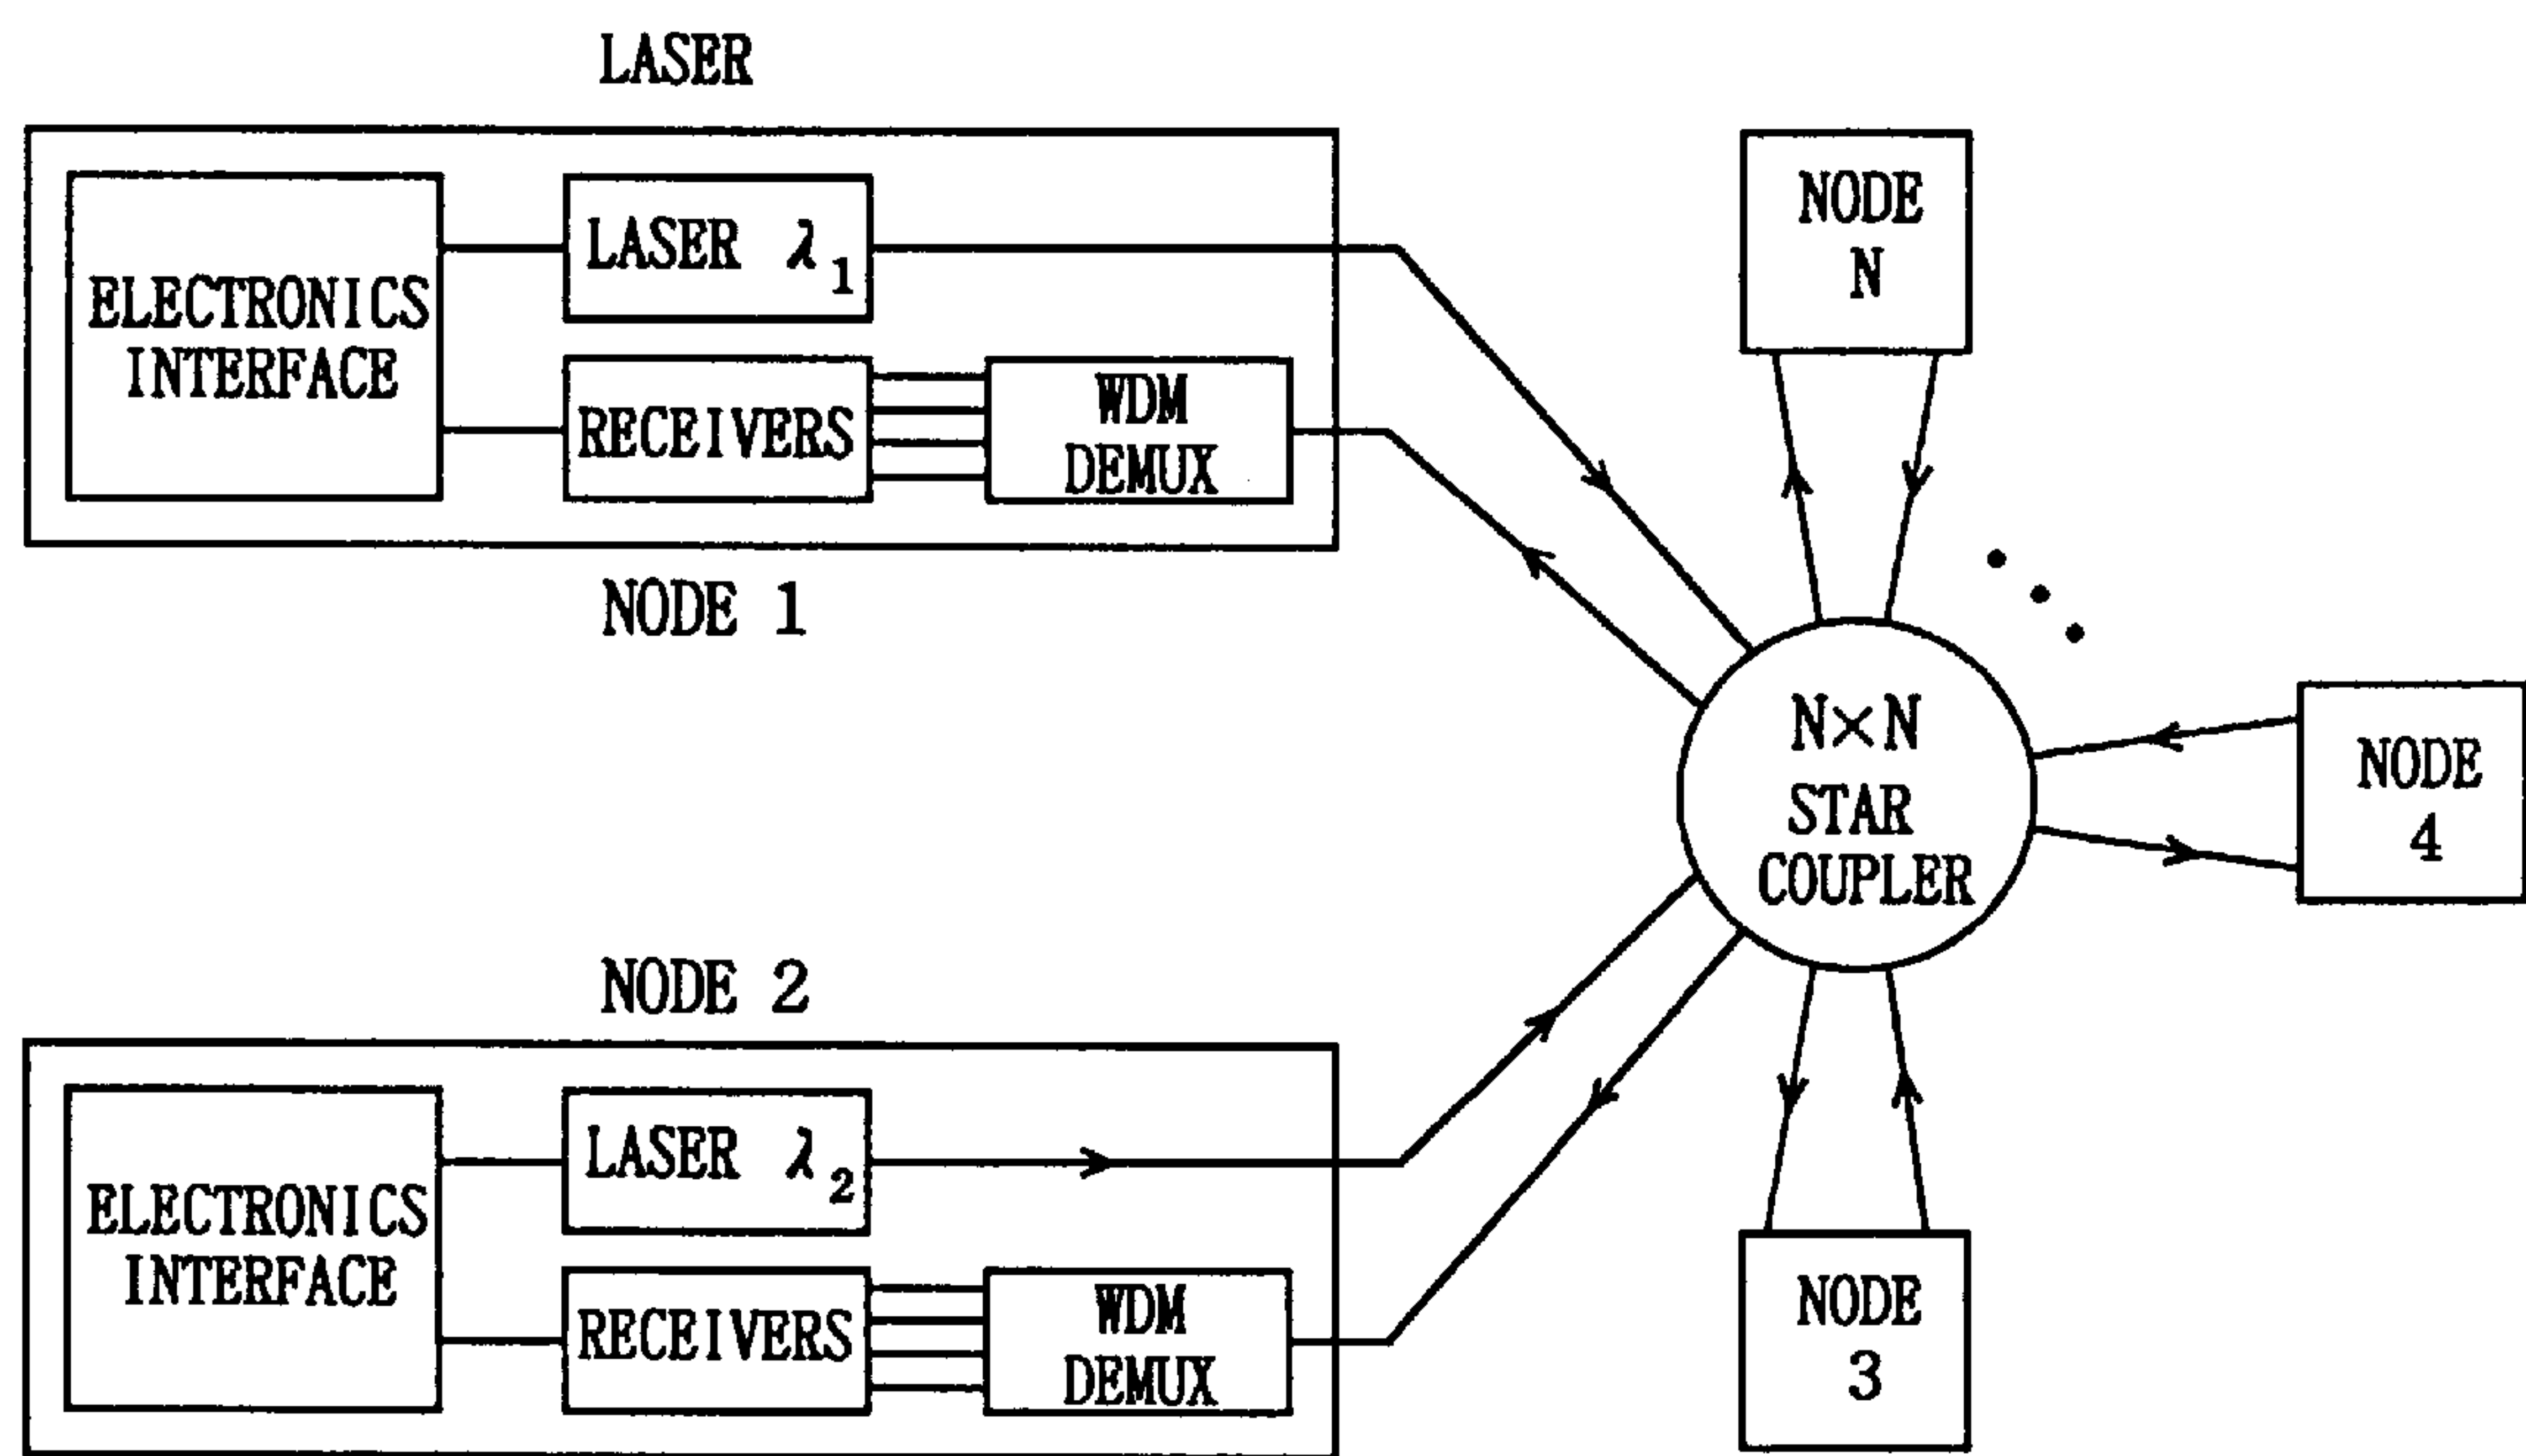 LASER
ELECTRONICS
INTERFACE
LASER λ1
RECEIVERS
WDM
DEMUX
NODE 1
NODE
N
N×N
STAR
COUPLER
NODE
4
NODE 2
ELECTRONICS
INTERFACE
LASER λ2
RECEIVERS
WDM
DEMUX
NODE
3